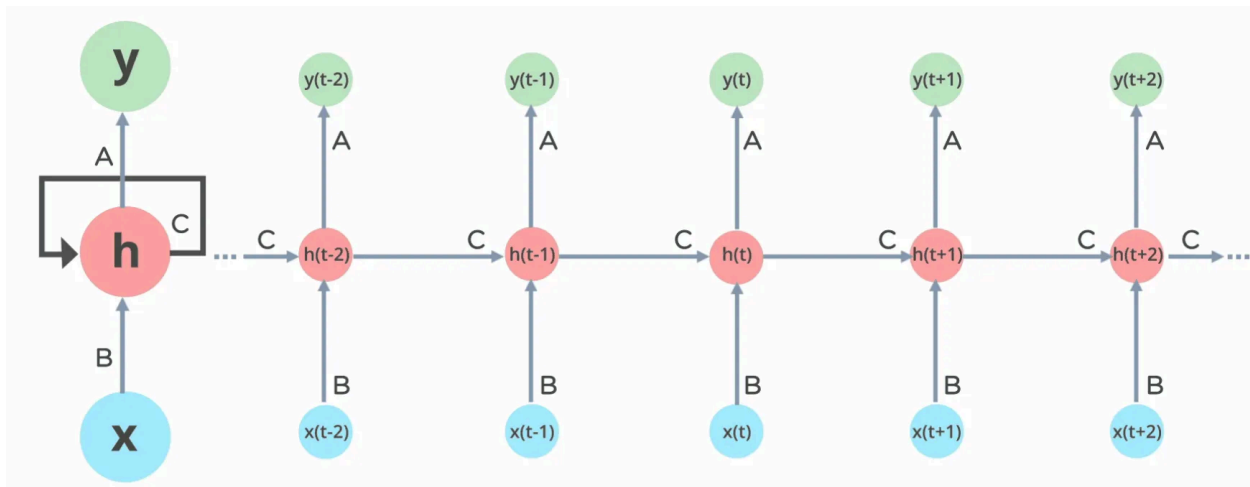 y
y(t-2) y(t-1) y(t) y(t+1) y(t+2)
A A A A A A
C C C C C C C
h
h(t-2) h(t-1) h(t) h(t+1) h(t+2)
B
B B B B B
x
x(t-2) x(t-1) x(t) x(t+1) x(t+2)